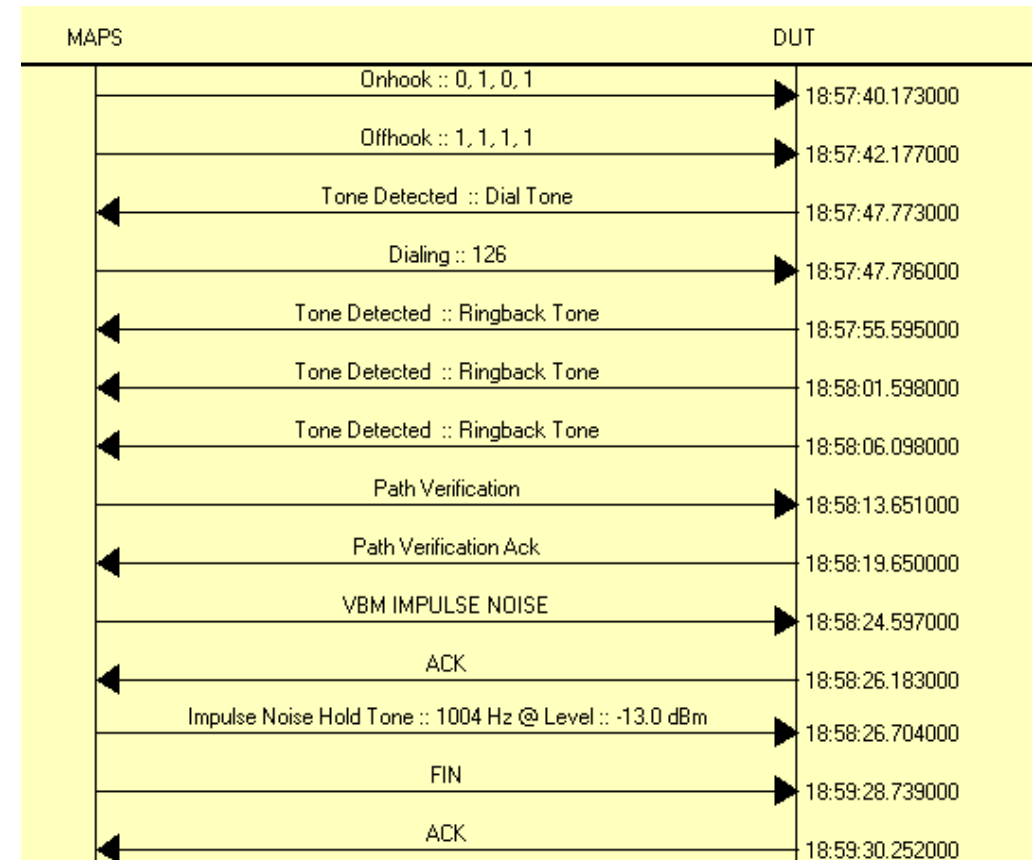 MAPS DUT
Onhook :: 0, 1, 0, 1
18:57:40.173000
Offhook :: 1, 1, 1, 1
18:57:42.177000
Tone Detected :: Dial Tone
18:57:47.773000
Dialing :: 126
18:57:47.786000
Tone Detected :: Ringback Tone
18:57:55.595000
Tone Detected :: Ringback Tone
18:58:01.598000
Tone Detected :: Ringback Tone
18:58:06.098000
Path Verification
18:58:13.651000
Path Verification Ack
18:58:19.650000
VBM IMPULSE NOISE
18:58:24.597000
ACK
18:58:26.183000
Impulse Noise Hold Tone :: 1004 Hz @ Level :: -13.0 dBm
18:58:26.704000
FIN
18:59:28.739000
ACK
18:59:30.252000